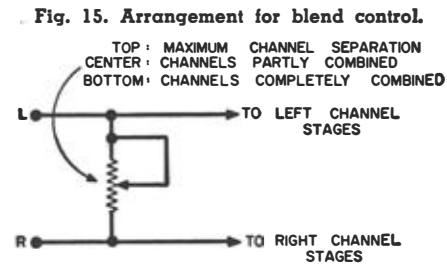 Fig. 15. Arrangement for blend control.
TOP: MAXIMUM CHANNEL SEPARATION
CENTER: CHANNELS PARTLY COMBINED
BOTTOM: CHANNELS COMPLETELY COMBINED
L
TO LEFT CHANNEL
STAGES
R
TO RIGHT CHANNEL
STAGES